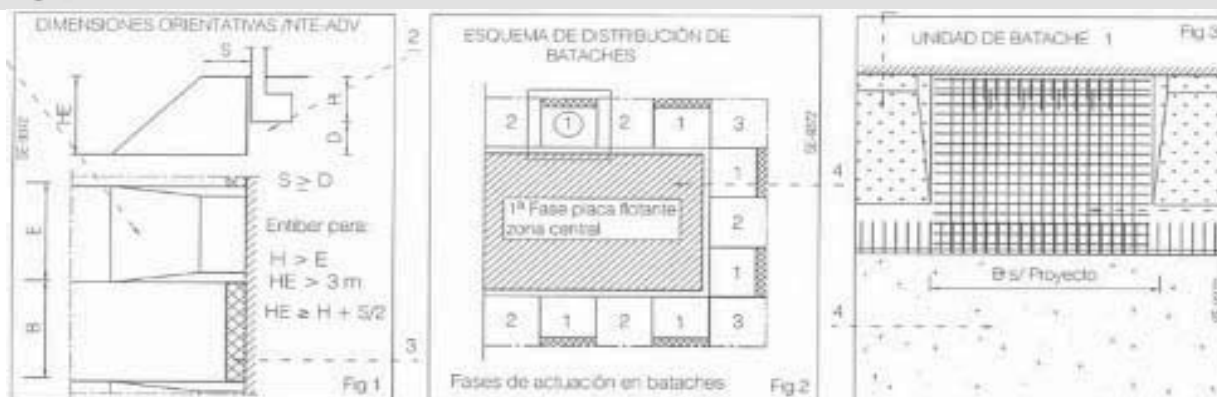 DIMENSIONES ORIENTATIVAS /NTE-ADV
S
HE
H
D
S ≥ D
E
Entibar para:
H > E
HE > 3 m.
HE ≥ H + S/2
B
Fig 1
2
3
ESQUEMA DE DISTRIBUCIÓN DE
BATACHES
2 1 2 1 3
1
1ª Fase placa flotante
zona central
2
1
2 1 2 1 3
Fases de actuación en bataches
Fig 2
4
4
UNIDAD DE BATACHE 1
Fig 3
B s/ Proyecto